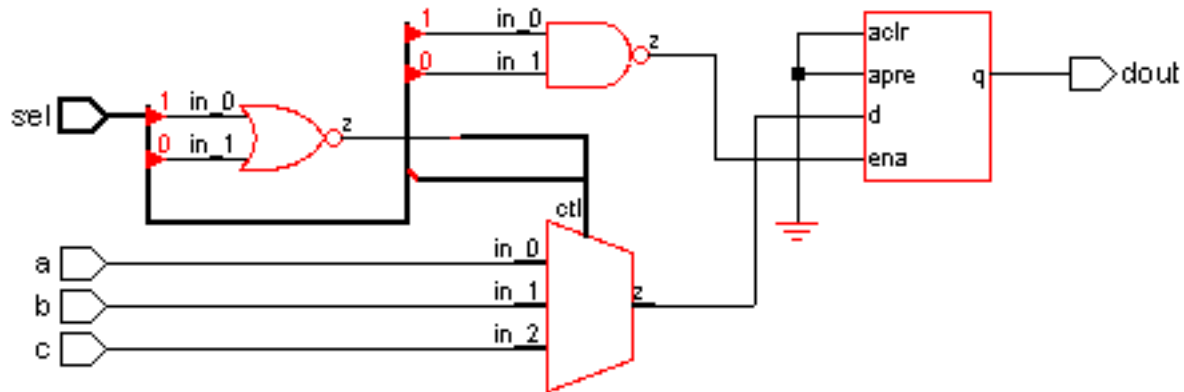 1 in_0 z
0 in_1
aclr
apre q dout
d
ena
sel 1 in_0 z
0 in_1
ctl
a in_0
b in_1 z
c in_2